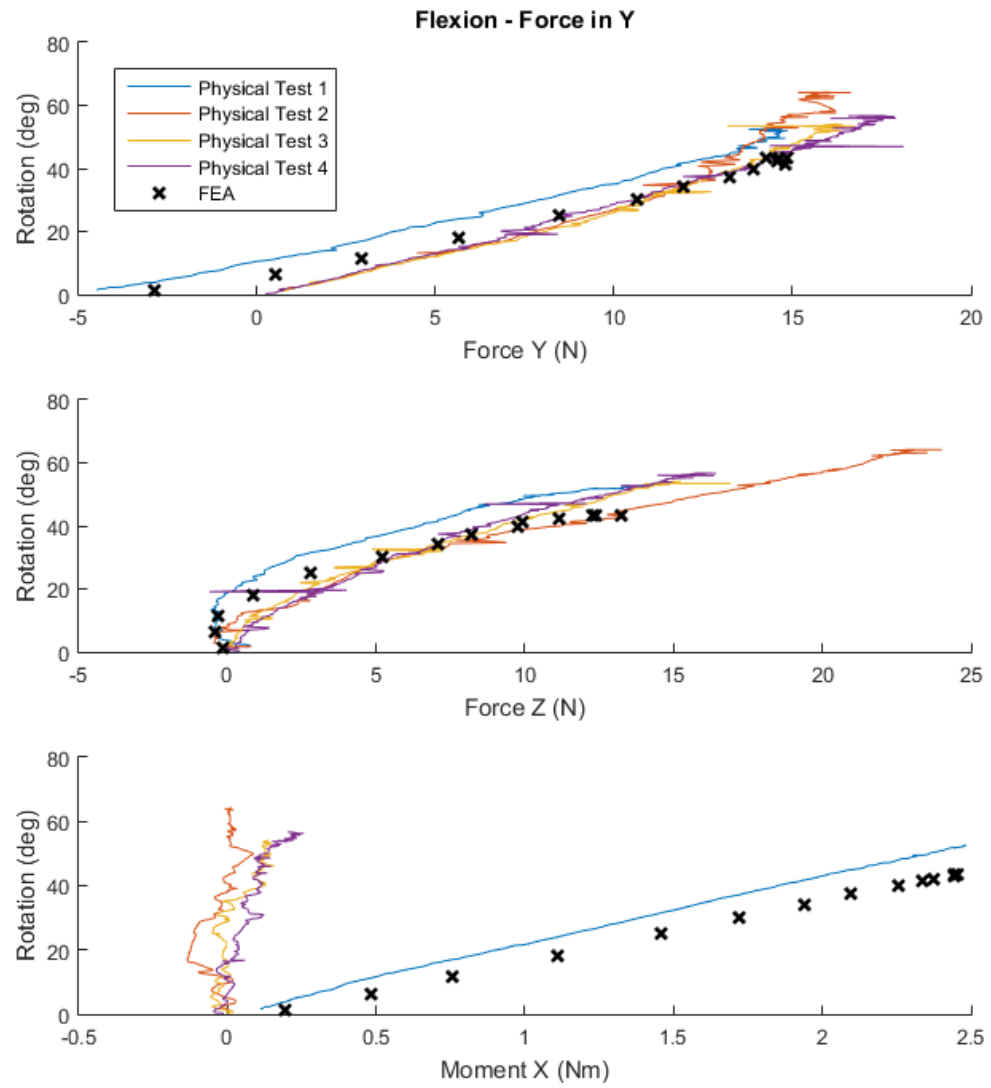 Flexion - Force in Y
80
60
40
20
0
Rotation (deg)
Physical Test 1
Physical Test 2
Physical Test 3
Physical Test 4
FEA
-5 0 5 10 15 20
Force Y (N)
80
60
40
20
0
Rotation (deg)
-5 0 5 10 15 20 25
Force Z (N)
80
60
40
20
0
Rotation (deg)
-0.5 0 0.5 1 1.5 2 2.5
Moment X (Nm)